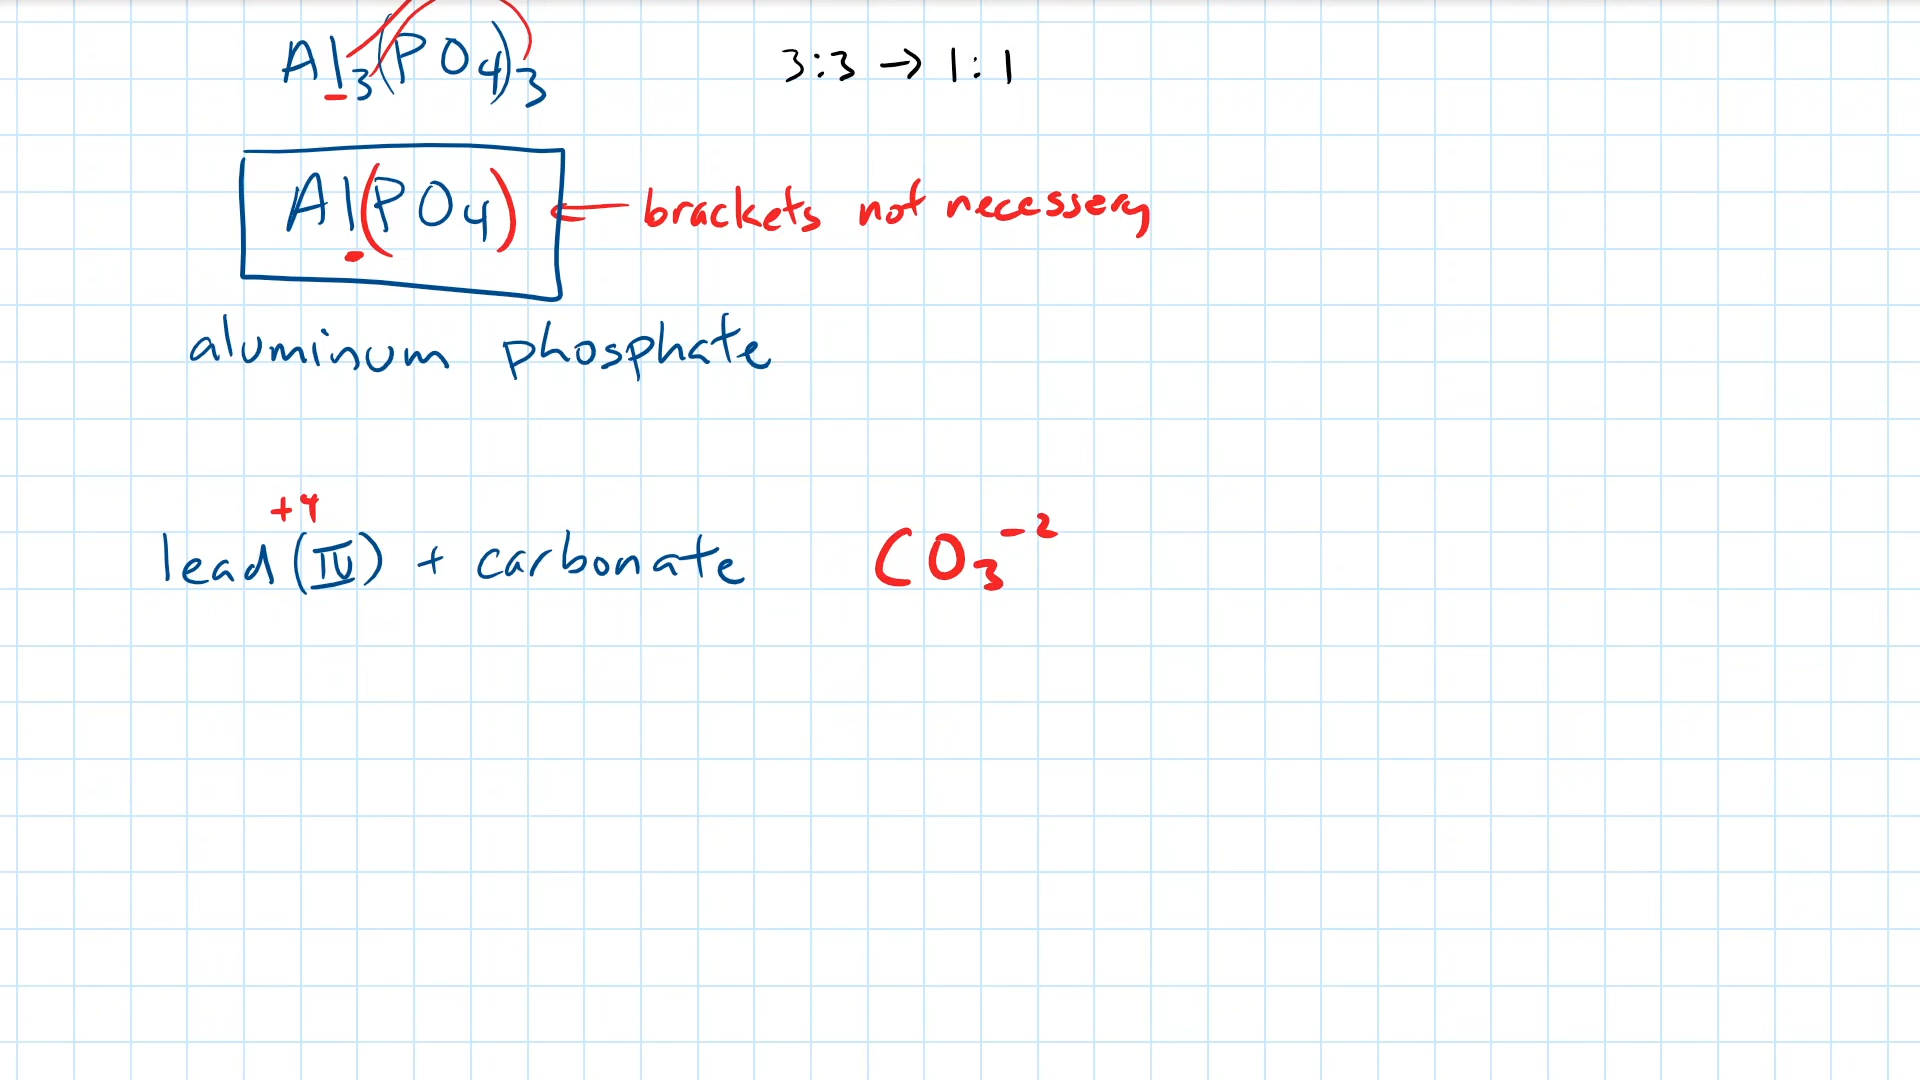 Al₃(PO₄)₃ 3:3 → 1:1
Al(PO₄) ← brackets not necessery
aluminum phosphate
+4
lead (IV) + carbonate CO₃⁻²